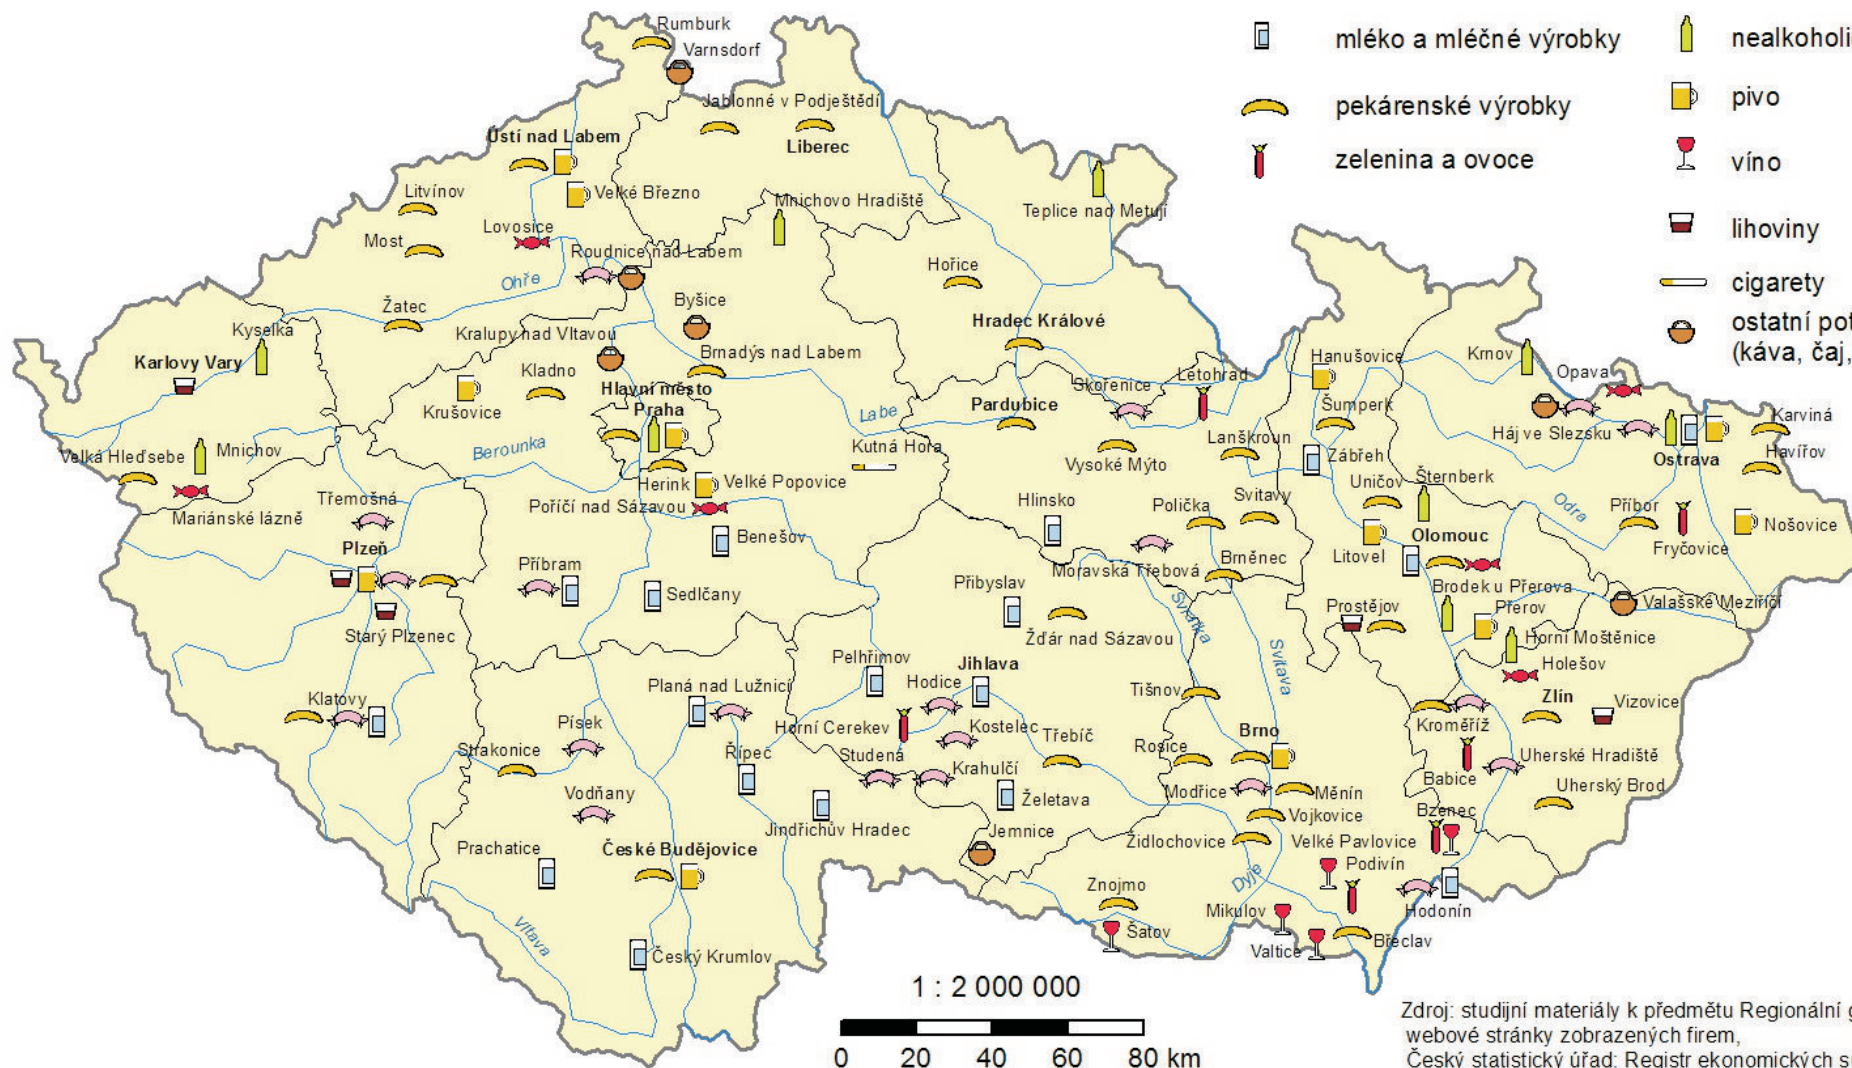 Rumburk
Varnsdorf
mléko a mléčné výrobky
pekárenské výrobky
zelenina a ovoce
pivo
víno
lihoviny
cigarety
ostatní
(káva, čaj,
Jablonné v Podještědí
Ústí nad Labem
Liberec
Litvínov
Velké Březno
Mnichovo Hradiště
Teplice nad Metují
Lovosice
Most
Roudnice nad Labem
Ohře
Hořice
Žatec
Byšice
Kyselka
Kralupy nad Vltavou
Hradec Králové
Karlovy Vary
Brnadýs nad Labem
Hanušovice
Krnov
Opava
Kladno
Krušovice
Hlavní město
Praha
Skořenice
Letohrad
Labe
Pardubice
Šumperk
Karviná
Háj ve Slezsku
Velká Hleďsebe
Mnichov
Berounka
Kutná Hora
Vysoké Mýto
Lanškroun
Zábřeh
Ostrava
Havířov
Herink
Velké Popovice
Šternberk
Uničov
Třemošná
Mariánské lázně
Poříčí nad Sázavou
Hlinsko
Polička
Svitavy
Odra
Příbor
Nošovice
Benešov
Litovel
Olomouc
Fryčovice
Plzeň
Příbram
Sedlčany
Moravská Třebová
Brněnec
Přibyslav
Brodek u Přerova
Starý Plzenec
Žďár nad Sázavou
Svratka
Prostějov
Přerov
Valašské Meziříčí
Horní Moštěnice
Holešov
Pelhřimov
Jihlava
Svitava
Klatovy
Planá nad Lužnicí
Hodice
Tišnov
Zlín
Vizovice
Písek
Horní Cerekev
Kostelec
Kroměříž
Strakonice
Řípeč
Studená
Třebíč
Rosice
Brno
Uherské Hradiště
Krahulčí
Modřice
Měnín
Babice
Uherský Brod
Vodňany
Želetava
Vojkovice
Bzenec
Jindřichův Hradec
Jemnice
Židlochovice
Velké Pavlovice
Prachatice
České Budějovice
Podivín
Znojmo
Dyje
Hodonín
Mikulov
Vltava
Šatov
Břeclav
Valtice
Český Krumlov
1 : 2 000 000
0 20 40 60 80 km
Zdroj: studijní materiály k předmětu Regionální
webové stránky zobrazených firem,
Český statistický úřad: Registr ekonomických